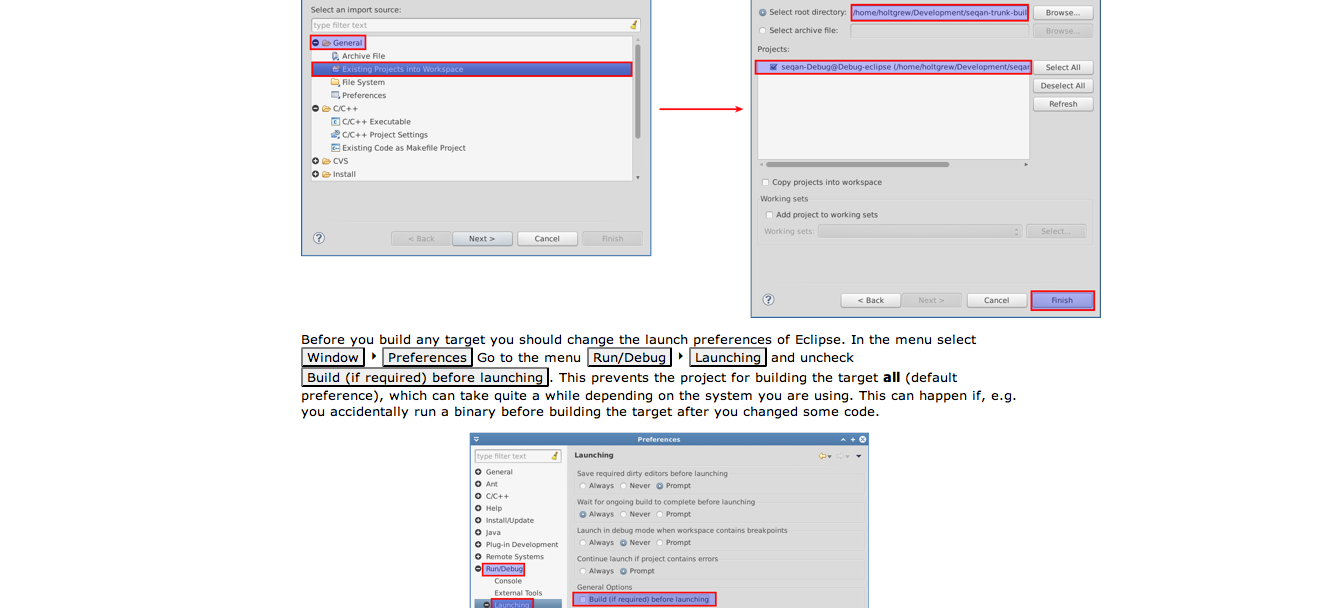 Select an import source:
type filter text
General
Archive File
Existing Projects into Workspace
File System
Preferences
C/C++
C/C++ Executable
C/C++ Project Settings
Existing Code as Makefile Project
CVS
Install
?
< Back
Next >
Cancel
Finish
Select root directory:
/home/holtgrew/Development/seqan-trunk-buil
Browse...
Select archive file:
Browse...
Projects:
seqan-Debug@Debug-eclipse (/home/holtgrew/Development/seqan
Select All
Deselect All
Refresh
Copy projects into workspace
Working sets
Add project to working sets
Working sets:
Select...
?
< Back
Next >
Cancel
Finish
Before you build any target you should change the launch preferences of Eclipse. In the menu select
Window Preferences Go to the menu Run/Debug Launching and uncheck
Build (if required) before launching. This prevents the project for building the target all (default
preference), which can take quite a while depending on the system you are using. This can happen if, e.g.
you accidentally run a binary before building the target after you changed some code.
Preferences
type filter text
General
Ant
C/C++
Help
Install/Update
Java
Plug-in Development
Remote Systems
Run/Debug
Console
External Tools
Launching
Launching
Save required dirty editors before launching
Always Never Prompt
Wait for ongoing build to complete before launching
Always Never Prompt
Launch in debug mode when workspace contains breakpoints
Always Never Prompt
Continue launch if project contains errors
Always Prompt
General Options
Build (if required) before launching